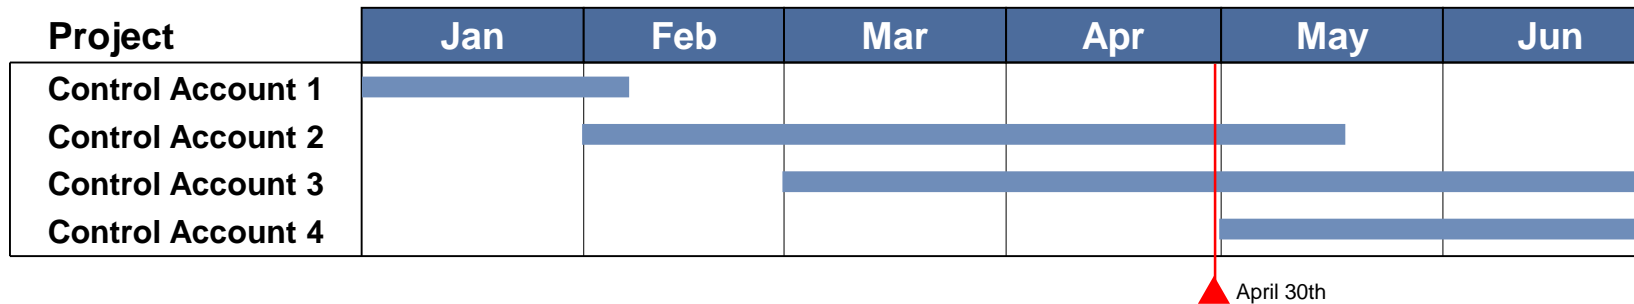 Project Jan Feb Mar Apr May Jun
Control Account 1
Control Account 2
Control Account 3
Control Account 4
April 30th